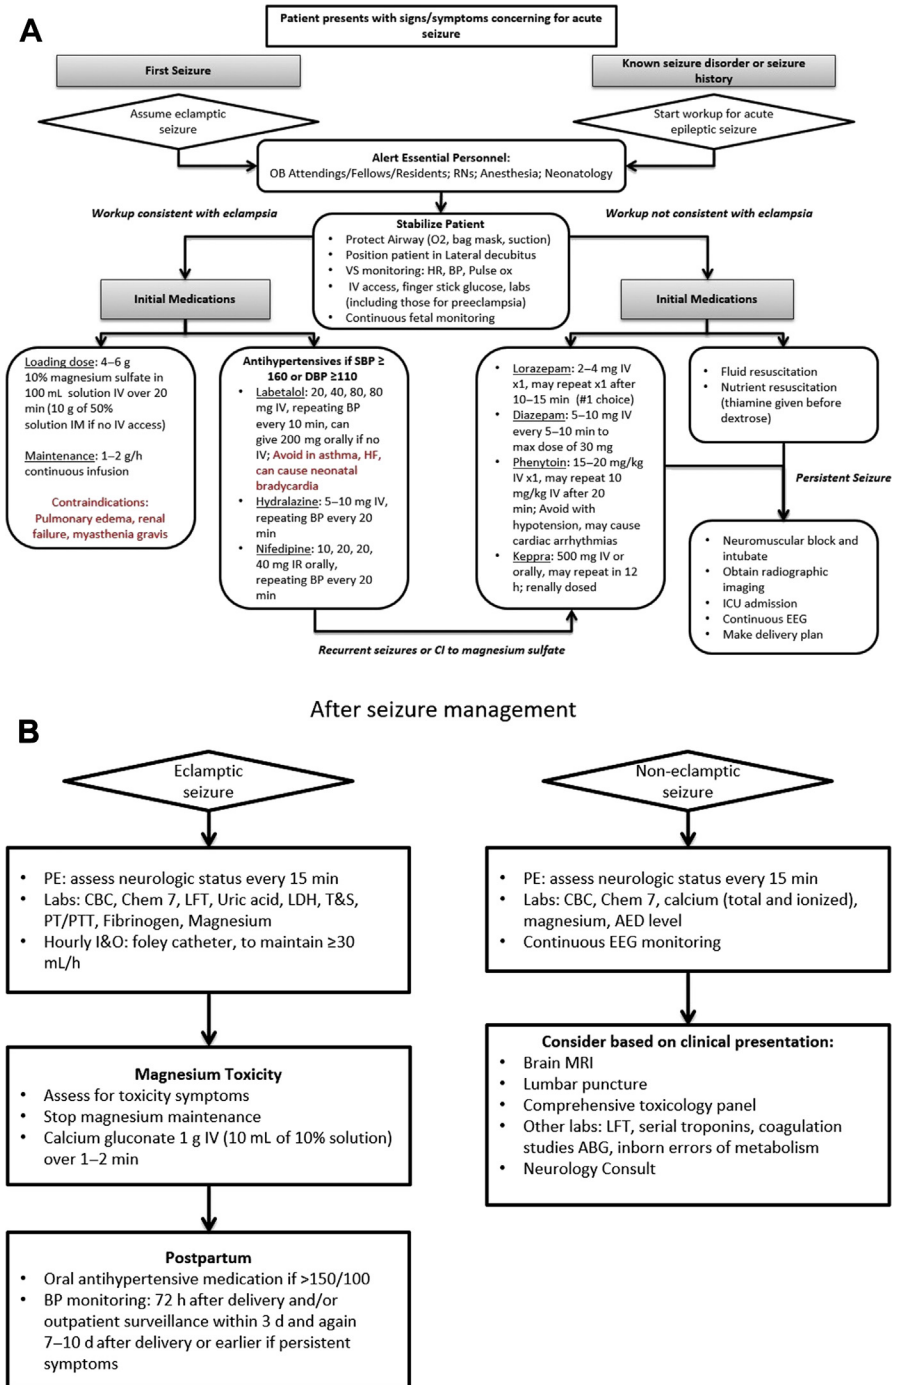 A
Patient presents with signs/symptoms concerning for acute
seizure
First Seizure
Known seizure disorder or seizure
history
Assume eclamptic
seizure
Start workup for acute
epileptic seizure
Alert Essential Personnel:
OB Attendings/Fellows/Residents; RNs; Anesthesia; Neonatology
Workup consistent with eclampsia
Workup not consistent with eclampsia
Stabilize Patient
• Protect Airway (O2, bag mask, suction)
• Position patient in Lateral decubitus
• VS monitoring: HR, BP, Pulse ox
• IV access, finger stick glucose, labs
(including those for preeclampsia)
• Continuous fetal monitoring
Initial Medications
Initial Medications
Loading dose: 4–6 g
10% magnesium sulfate in
100 mL solution IV over 20
min (10 g of 50%
solution IM if no IV access)
Maintenance: 1–2 g/h
continuous infusion
Contraindications:
Pulmonary edema, renal
failure, myasthenia gravis
Antihypertensives if SBP ≥
160 or DBP ≥110
• Labetalol: 20, 40, 80, 80
mg IV, repeating BP
every 10 min, can
give 200 mg orally if no
IV; Avoid in asthma, HF,
can cause neonatal
bradycardia
• Hydralazine: 5–10 mg IV,
repeating BP every 20
min
• Nifedipine: 10, 20, 20,
40 mg IR orally,
repeating BP every 20
min
• Lorazepam: 2–4 mg IV
x1, may repeat x1 after
10–15 min (#1 choice)
• Diazepam: 5–10 mg IV
every 5–10 min to
max dose of 30 mg
• Phenytoin: 15–20 mg/kg
IV x1, may repeat 10
mg/kg IV after 20
min; Avoid with
hypotension, may cause
cardiac arrhythmias
• Keppra: 500 mg IV or
orally, may repeat in 12
h; renally dosed
• Fluid resuscitation
• Nutrient resuscitation
(thiamine given before
dextrose)
Persistent Seizure
• Neuromuscular block and
intubate
• Obtain radiographic
imaging
• ICU admission
• Continuous EEG
• Make delivery plan
Recurrent seizures or CI to magnesium sulfate
After seizure management
B
Eclamptic
seizure
• PE: assess neurologic status every 15 min
• Labs: CBC, Chem 7, LFT, Uric acid, LDH, T&S,
PT/PTT, Fibrinogen, Magnesium
• Hourly I&O: foley catheter, to maintain ≥30
mL/h
Magnesium Toxicity
• Assess for toxicity symptoms
• Stop magnesium maintenance
• Calcium gluconate 1 g IV (10 mL of 10% solution)
over 1–2 min
Postpartum
• Oral antihypertensive medication if >150/100
• BP monitoring: 72 h after delivery and/or
outpatient surveillance within 3 d and again
7–10 d after delivery or earlier if persistent
symptoms
Non-eclamptic
seizure
• PE: assess neurologic status every 15 min
• Labs: CBC, Chem 7, calcium (total and ionized),
magnesium, AED level
• Continuous EEG monitoring
Consider based on clinical presentation:
• Brain MRI
• Lumbar puncture
• Comprehensive toxicology panel
• Other labs: LFT, serial troponins, coagulation
studies ABG, inborn errors of metabolism
• Neurology Consult